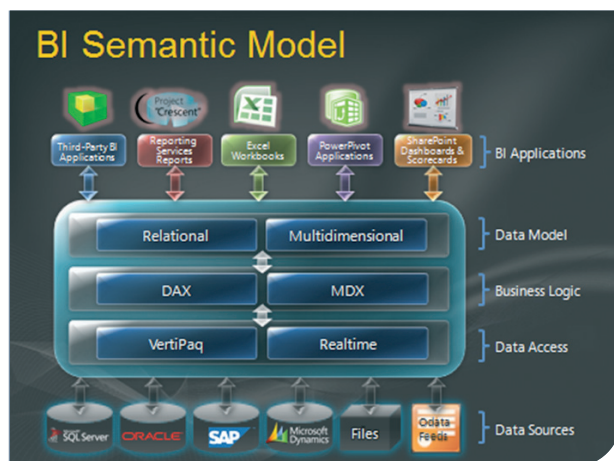 BI Semantic Model
Project
"Crescent"
Third-Party BI
Applications
Reporting
Services
Reports
Excel
Workbooks
PowerPivot
Applications
SharePoint
Dashboards &
Scorecards
BI Applications
Relational
Multidimensional
Data Model
DAX
MDX
Business Logic
VertiPaq
Realtime
Data Access
SQL Server
ORACLE
SAP
Microsoft
Dynamics
Files
Odata
Feeds
Data Sources